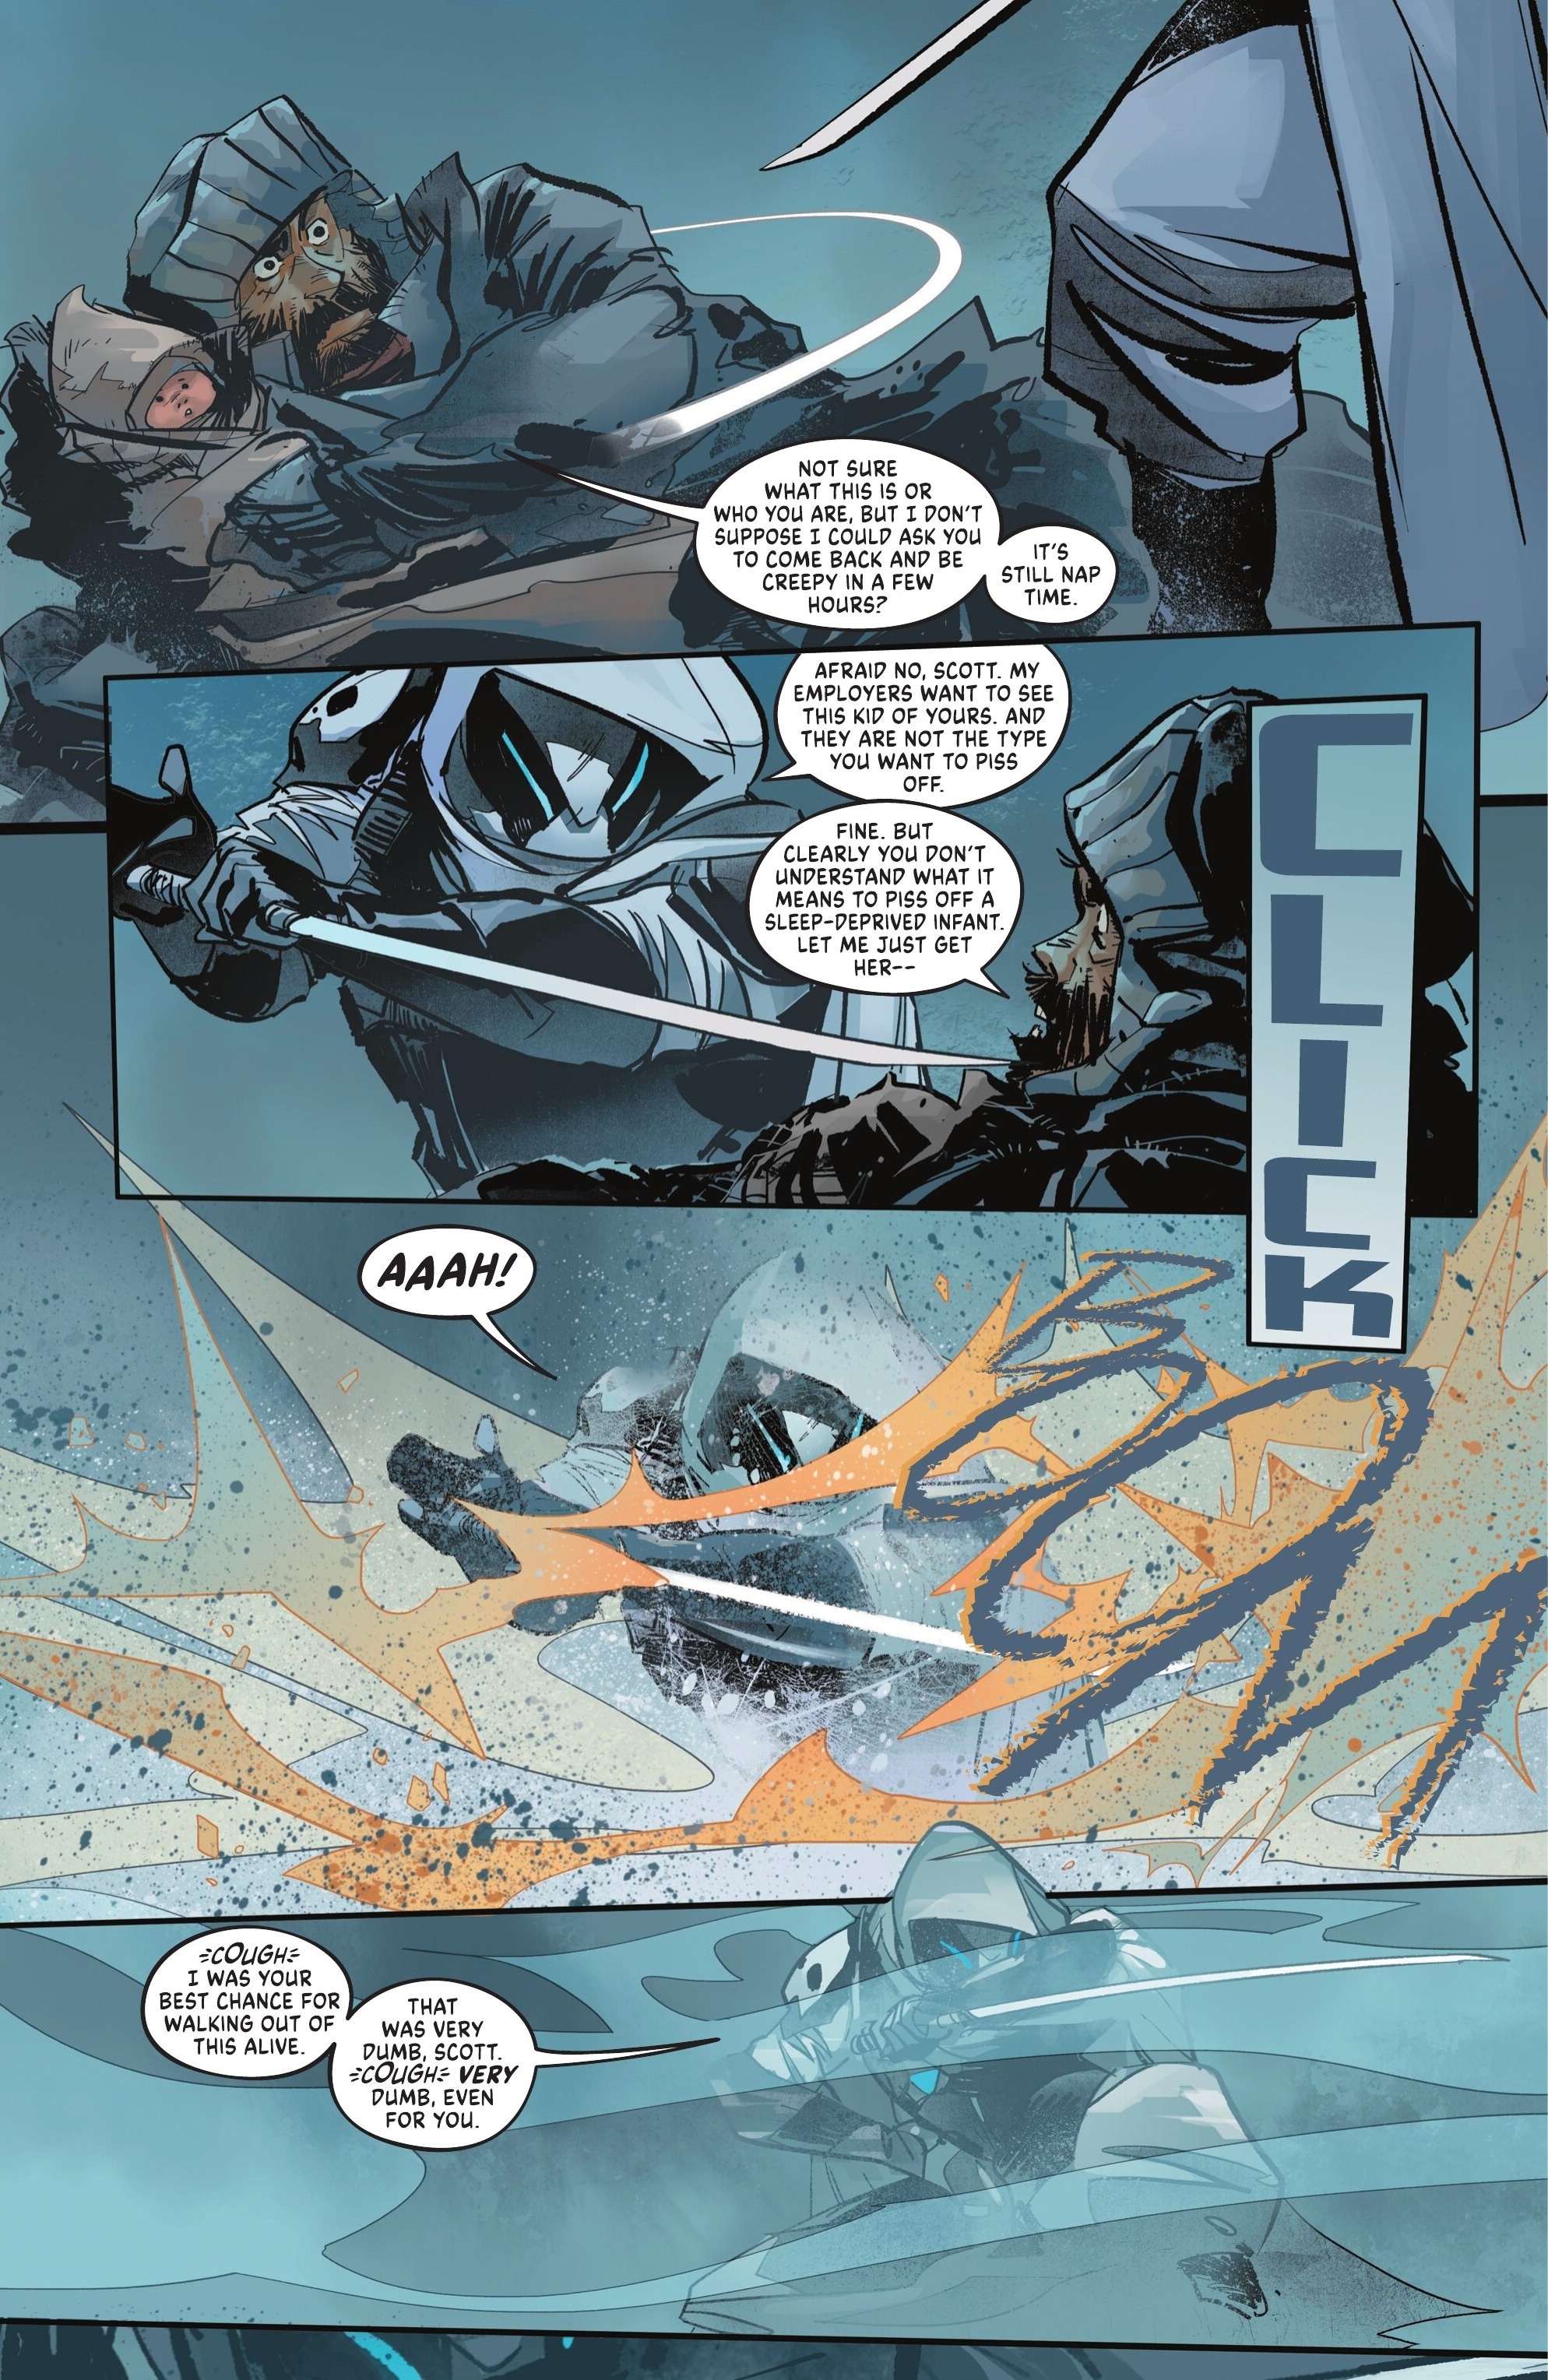 NOT SURE
WHAT THIS IS OR
WHO YOU ARE, BUT I DON'T
SUPPOSE I COULD ASK YOU
TO COME BACK AND BE
CREEPY IN A FEW
HOURS?
IT'S
STILL NAP
TIME.
AFRAID NO, SCOTT. MY
EMPLOYERS WANT TO SEE
THIS KID OF YOURS. AND
THEY ARE NOT THE TYPE
YOU WANT TO PISS
OFF.
FINE. BUT
CLEARLY YOU DON'T
UNDERSTAND WHAT IT
MEANS TO PISS OFF A
SLEEP-DEPRIVED INFANT.
LET ME JUST GET
HER--
CLICK
AAAH!
BAM
COUGH
I WAS YOUR
BEST CHANCE FOR
WALKING OUT OF
THIS ALIVE.
THAT
WAS VERY
DUMB, SCOTT.
COUGH VERY
DUMB, EVEN
FOR YOU.